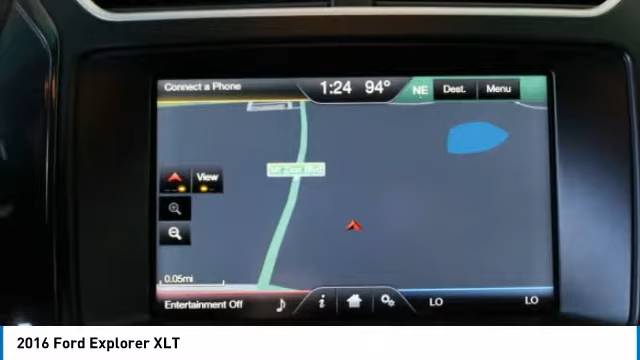 Connect a Phone
1:24 94° NE Dest. Menu
View
0.05mi
Entertainment Off
i
LO LO
2016 Ford Explorer XLT